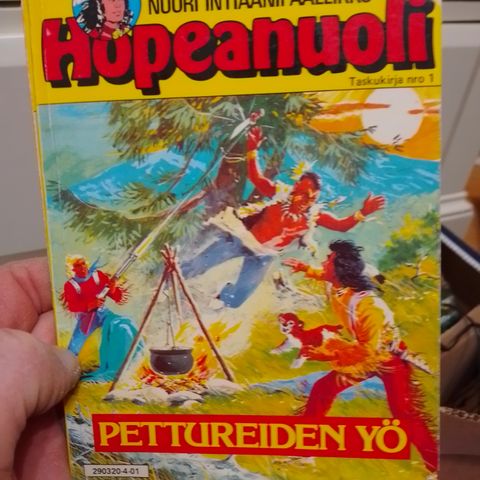 NUORI INTIAANIPÄÄLLIKKÖ
Hopeanuoli
Taskukirja nro 1
PETTUREIDEN YÖ
290320-4-01